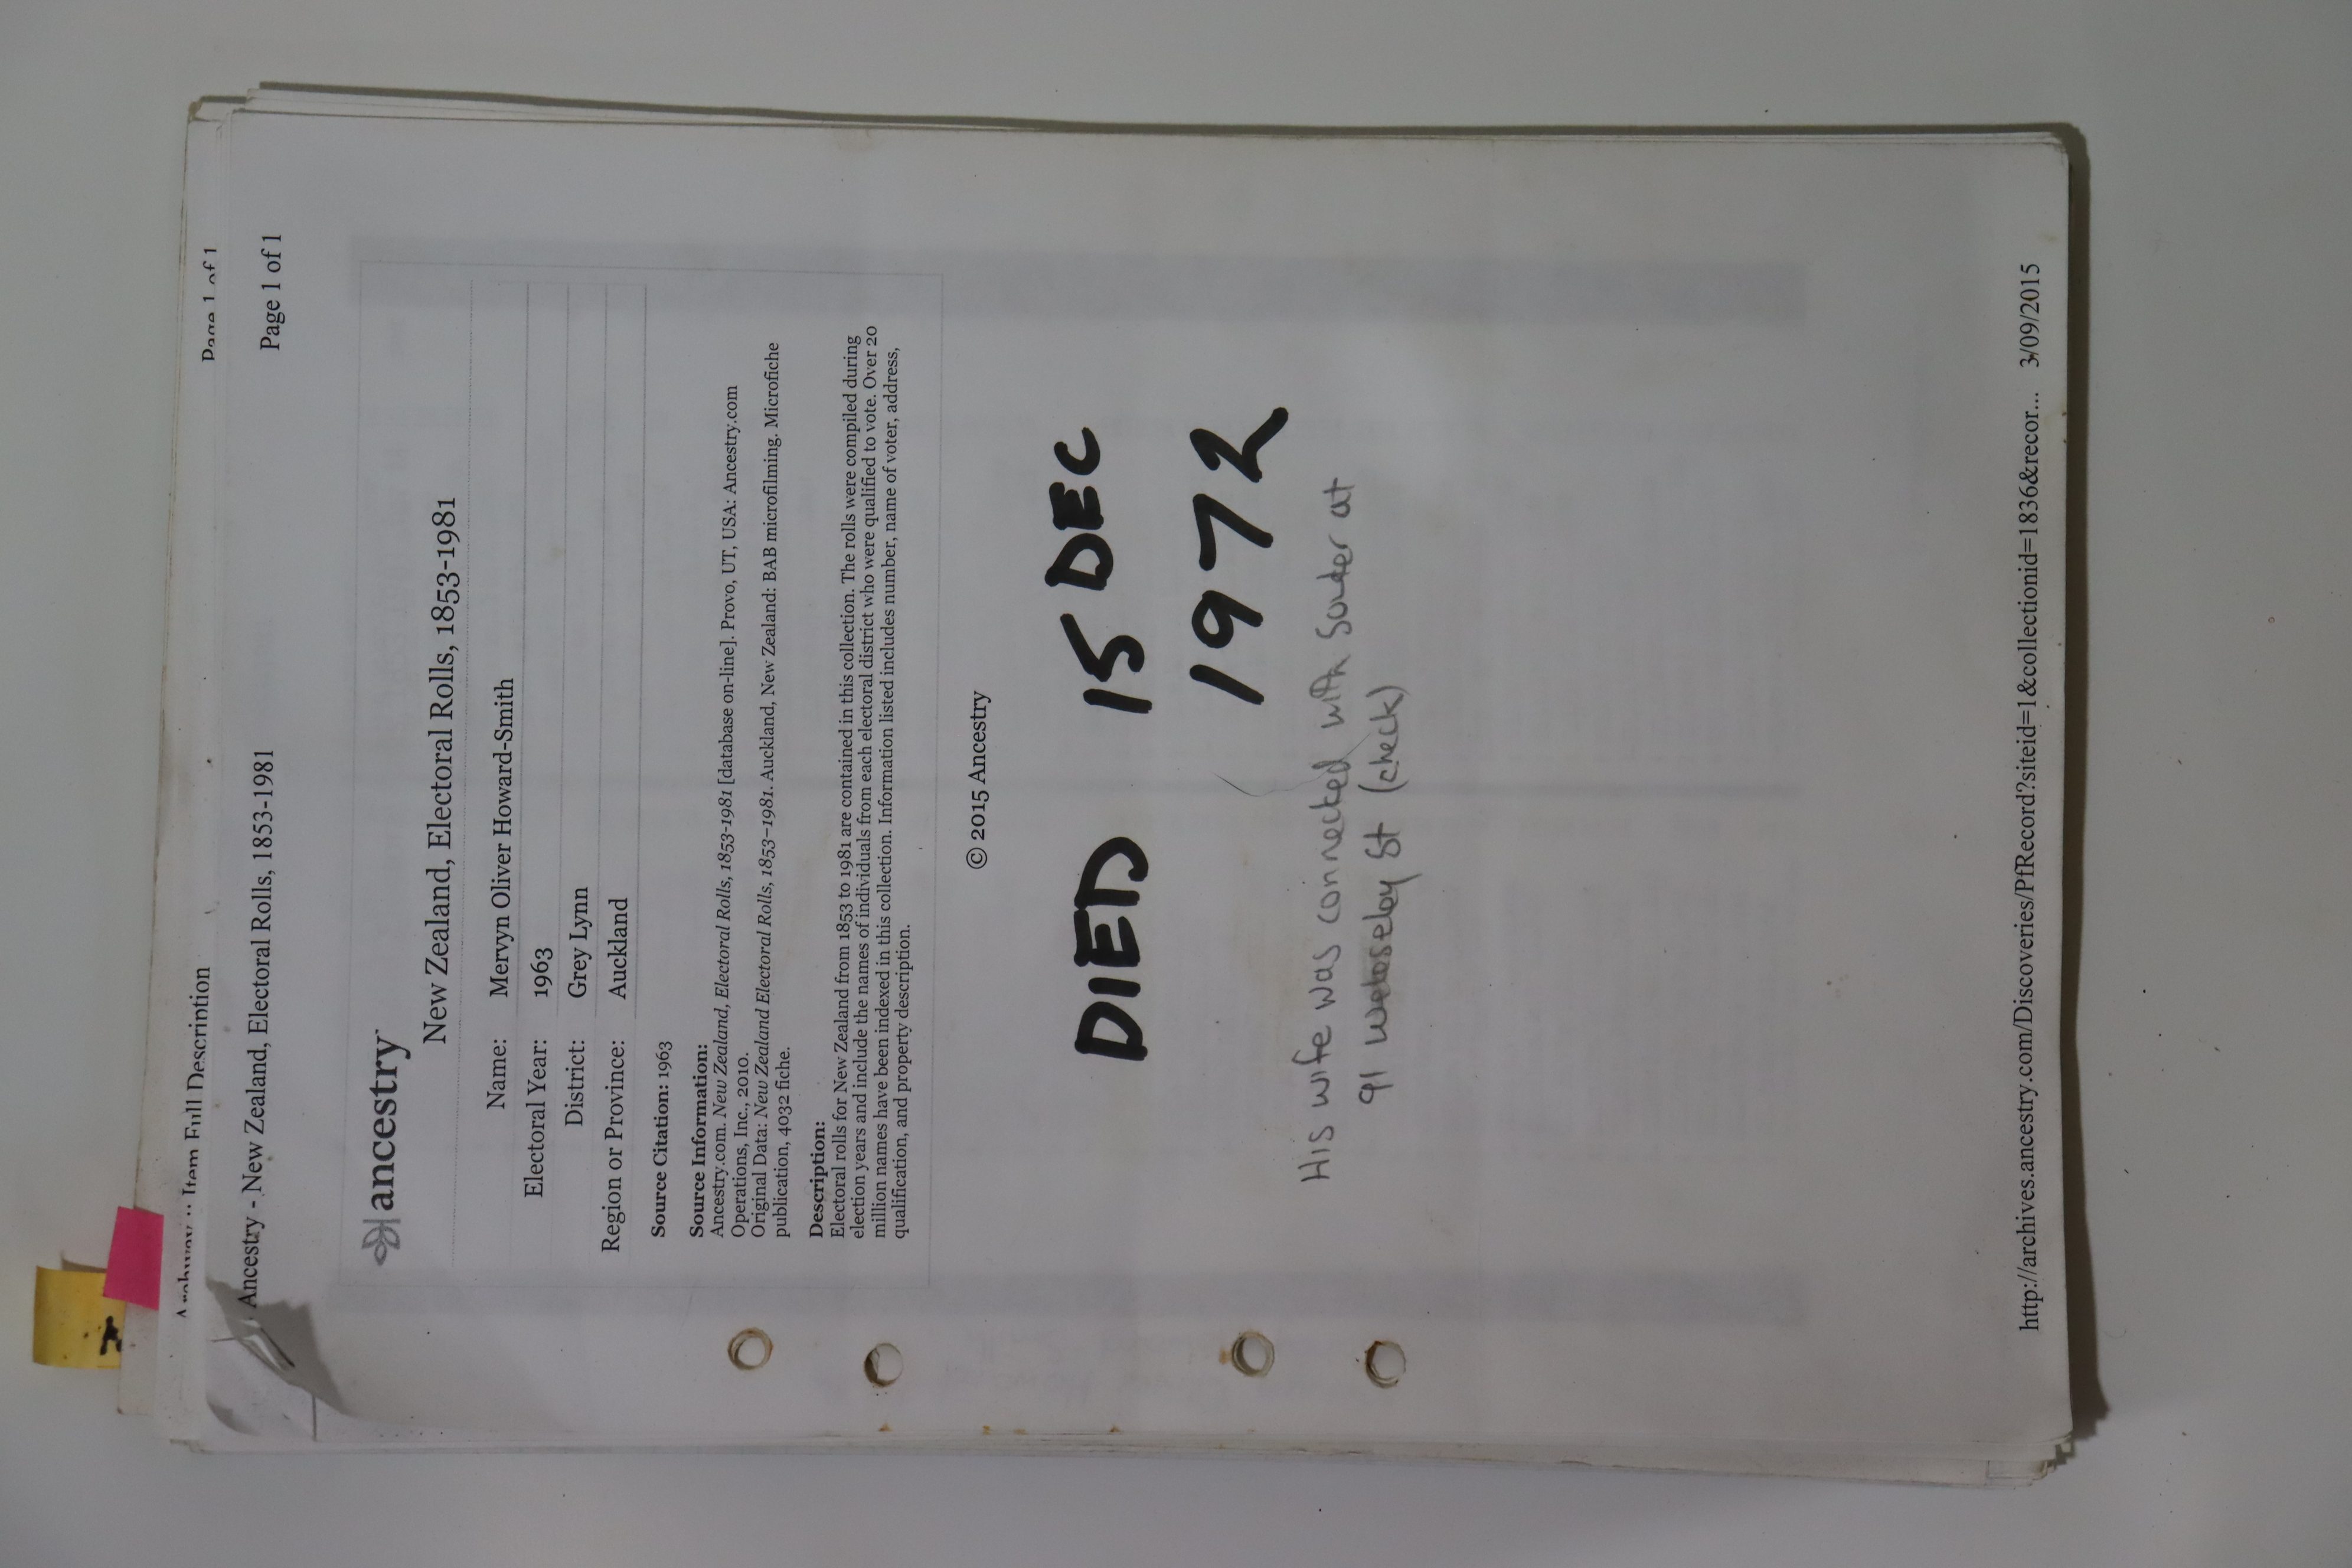 Page 1 of 1
Item Full Description
Ancestry - New Zealand, Electoral Rolls, 1853-1981 Page 1 of 1
ancestry
New Zealand, Electoral Rolls, 1853-1981
Name: Mervyn Oliver Howard-Smith
Electoral Year: 1963
District: Grey Lynn
Region or Province: Auckland
Source Citation: 1963
Source Information:
Ancestry.com. New Zealand, Electoral Rolls, 1853-1981 [database on-line]. Provo, UT, USA: Ancestry.com
Operations, Inc., 2010.
Original Data: New Zealand Electoral Rolls, 1853–1981. Auckland, New Zealand: BAB microfilming. Microfiche
publication, 4032 fiche.
Description:
Electoral rolls for New Zealand from 1853 to 1981 are contained in this collection. The rolls were compiled during
election years and include the names of individuals from each electoral district who were qualified to vote. Over 20
million names have been indexed in this collection. Information listed includes number, name of voter, address,
qualification, and property description.
© 2015 Ancestry
DIED 15 DEC
1972
His wife was connected with Souter at
91 St (check)
http://archives.ancestry.com/Discoveries/PfRecord?siteid=1&collectionid=1836&recor... 3/09/2015